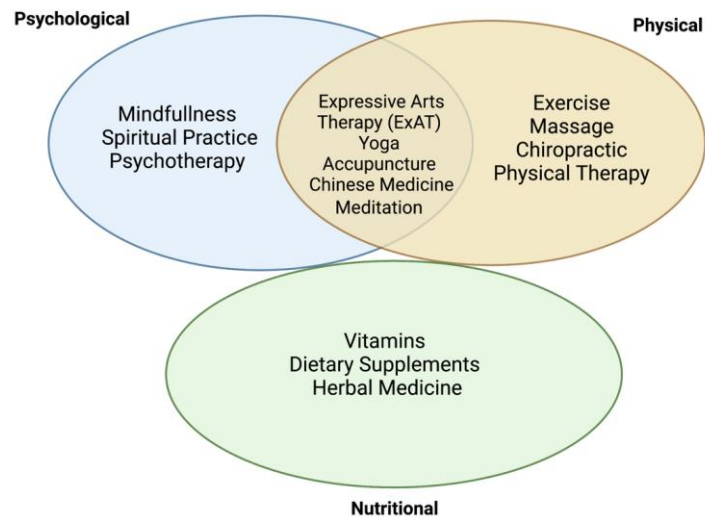 Psychological
Physical
Mindfullness
Spiritual Practice
Psychotherapy
Expressive Arts
Therapy (ExAT)
Yoga
Accupuncture
Chinese Medicine
Meditation
Exercise
Massage
Chiropractic
Physical Therapy
Vitamins
Dietary Supplements
Herbal Medicine
Nutritional